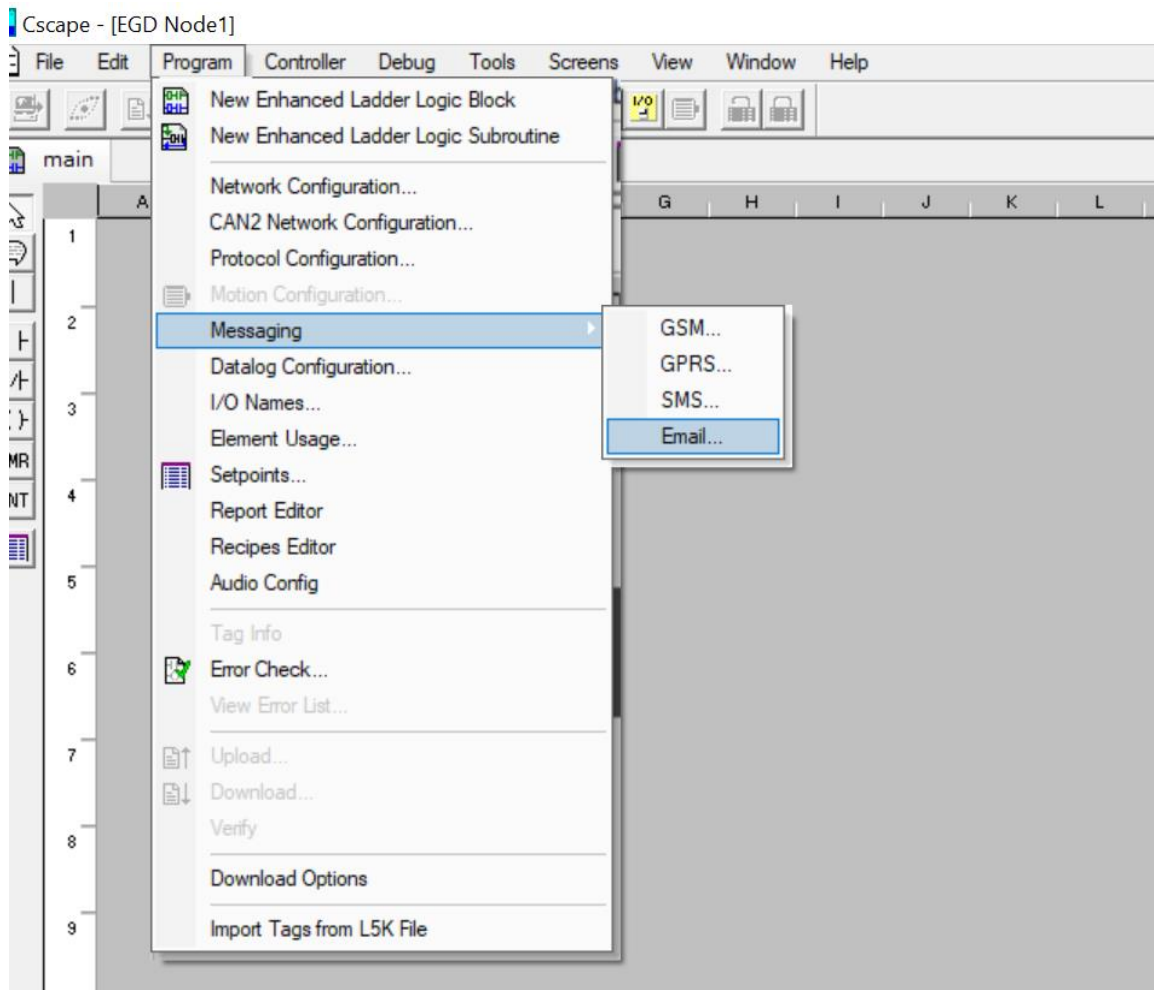 Cscape - [EGD Node1]
File Edit Program Controller Debug Tools Screens View Window Help
main
A G H I J K L
1
2
3
4
5
6
7
8
9
MR
NT
New Enhanced Ladder Logic Block
New Enhanced Ladder Logic Subroutine
Network Configuration...
CAN2 Network Configuration...
Protocol Configuration...
Motion Configuration...
Messaging
Datalog Configuration...
I/O Names...
Element Usage...
Setpoints...
Report Editor
Recipes Editor
Audio Config
Tag Info
Error Check...
View Error List...
Upload...
Download...
Verify
Download Options
Import Tags from L5K File
GSM...
GPRS...
SMS...
Email...